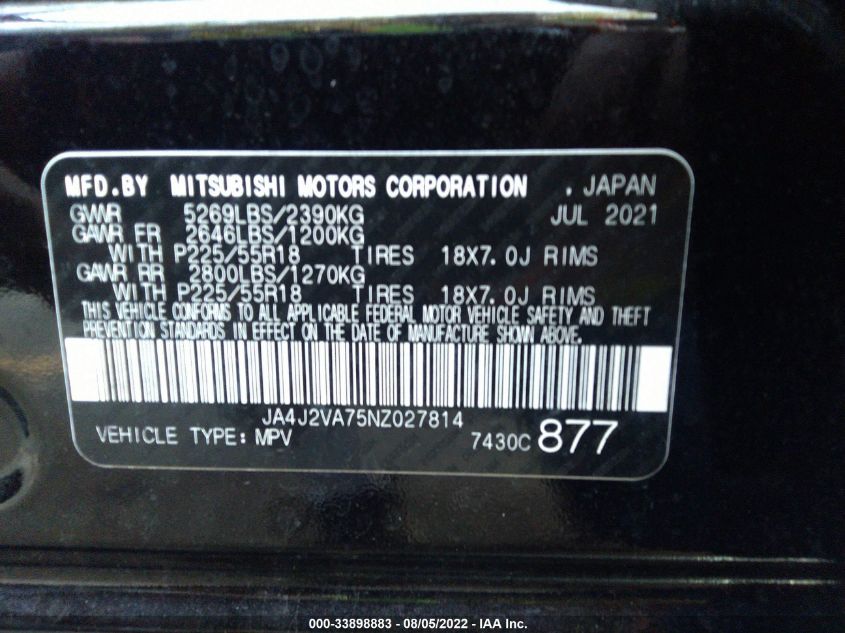 MFD.BY MITSUBISHI MOTORS CORPORATION . JAPAN
GVWR 5269LBS/2390KG JUL 2021
GAWR FR 2646LBS/1200KG
WITH P225/55R18 TIRES 18X7.0J RIMS
GAWR RR 2800LBS/1270KG
WITH P225/55R18 TIRES 18X7.0J RIMS
THIS VEHICLE CONFORMS TO ALL APPLICABLE FEDERAL MOTOR VEHICLE SAFETY AND THEFT
PREVENTION STANDARDS IN EFFECT ON THE DATE OF MANUFACTURE SHOWN ABOVE.
JA4J2VA75NZ027814
VEHICLE TYPE: MPV 7430C 877
000-33898883 - 08/05/2022 - IAA Inc.